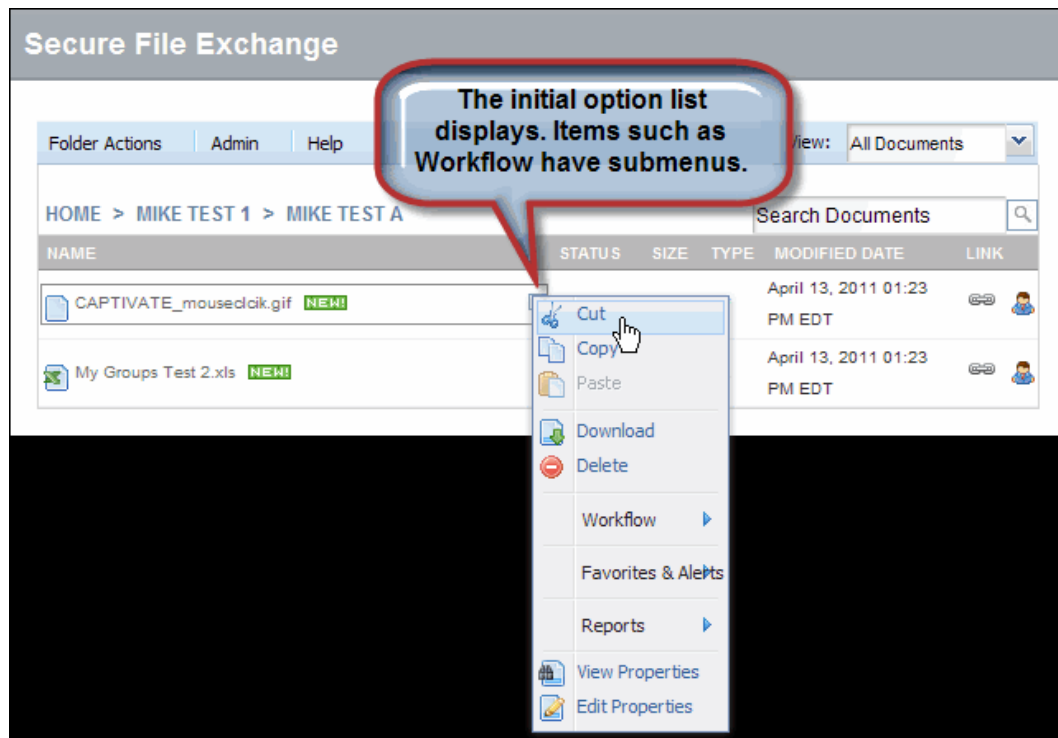 Secure File Exchange
The initial option list
displays. Items such as
Workflow have submenus.
Folder Actions Admin Help View: All Documents
HOME > MIKE TEST 1 > MIKE TEST A
Search Documents
NAME STATUS SIZE TYPE MODIFIED DATE LINK
CAPTIVATE_mouseclcik.gif NEW! April 13, 2011 01:23
PM EDT
My Groups Test 2.xls NEW! April 13, 2011 01:23
PM EDT
Cut
Copy
Paste
Download
Delete
Workflow
Favorites & Alerts
Reports
View Properties
Edit Properties